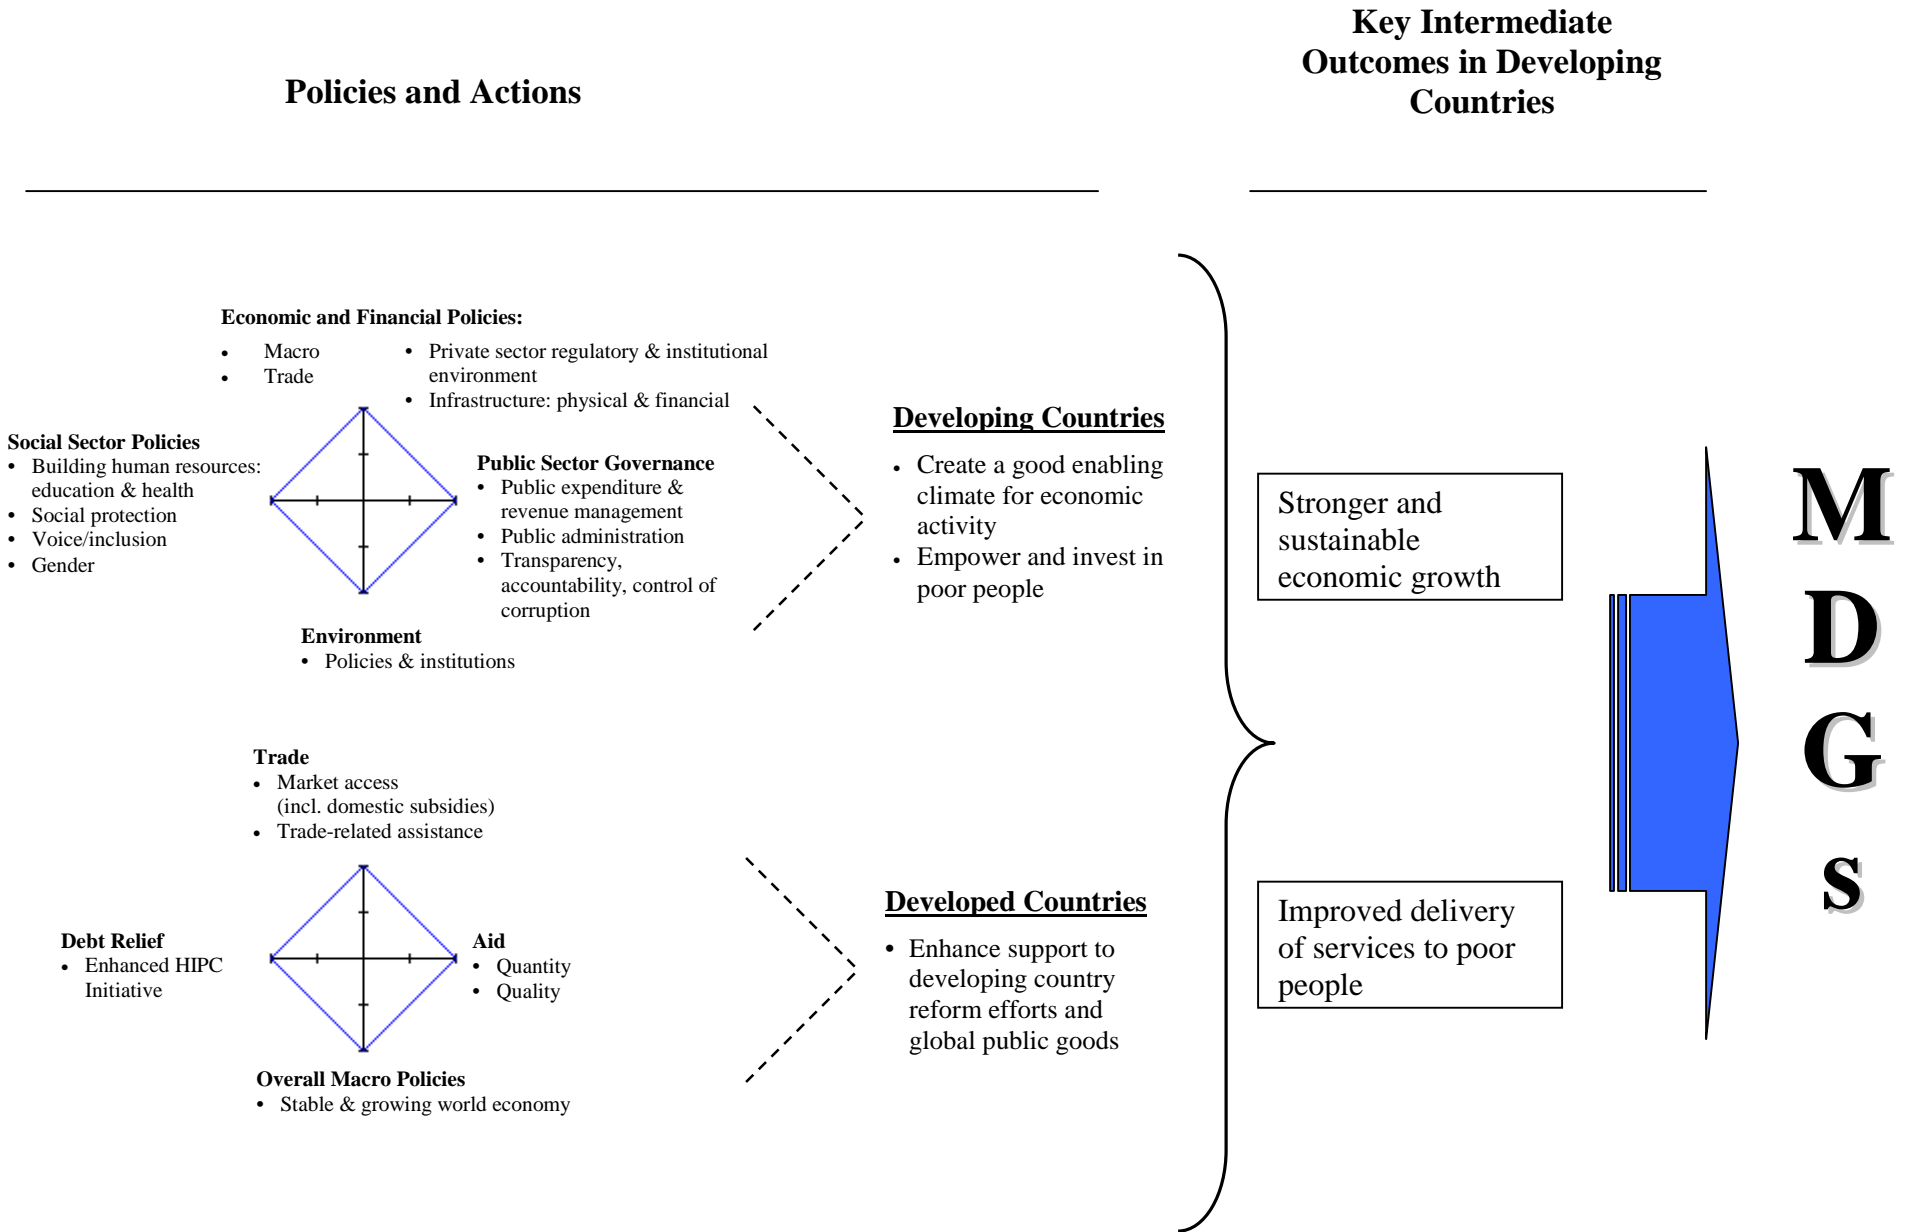 Policies and Actions
Key Intermediate
Outcomes in Developing
Countries
Economic and Financial Policies:
• Macro
• Trade
• Private sector regulatory & institutional
environment
• Infrastructure: physical & financial
Social Sector Policies
• Building human resources:
education & health
• Social protection
• Voice/inclusion
• Gender
Public Sector Governance
• Public expenditure &
revenue management
• Public administration
• Transparency,
accountability, control of
corruption
Environment
• Policies & institutions
Developing Countries
• Create a good enabling
climate for economic
activity
• Empower and invest in
poor people
Trade
• Market access
(incl. domestic subsidies)
• Trade-related assistance
Debt Relief
• Enhanced HIPC
Initiative
Aid
• Quantity
• Quality
Overall Macro Policies
• Stable & growing world economy
Developed Countries
• Enhance support to
developing country
reform efforts and
global public goods
Stronger and
sustainable
economic growth
Improved delivery
of services to poor
people
M
D
G
s